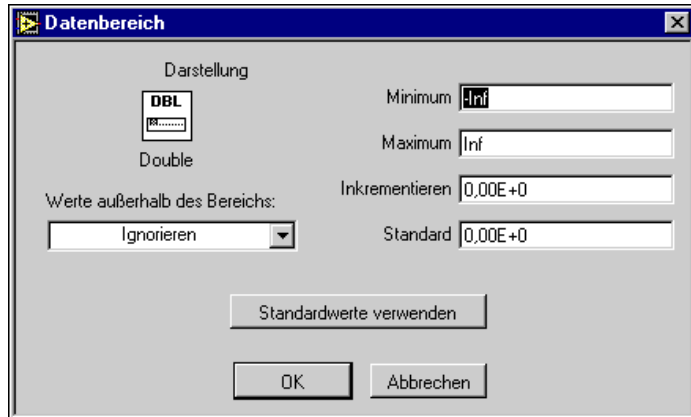 Datenbereich
Darstellung
DBL
Double
Werte außerhalb des Bereichs:
Ignorieren
Minimum -Inf
Maximum Inf
Inkrementieren 0,00E+0
Standard 0,00E+0
Standardwerte verwenden
OK
Abbrechen